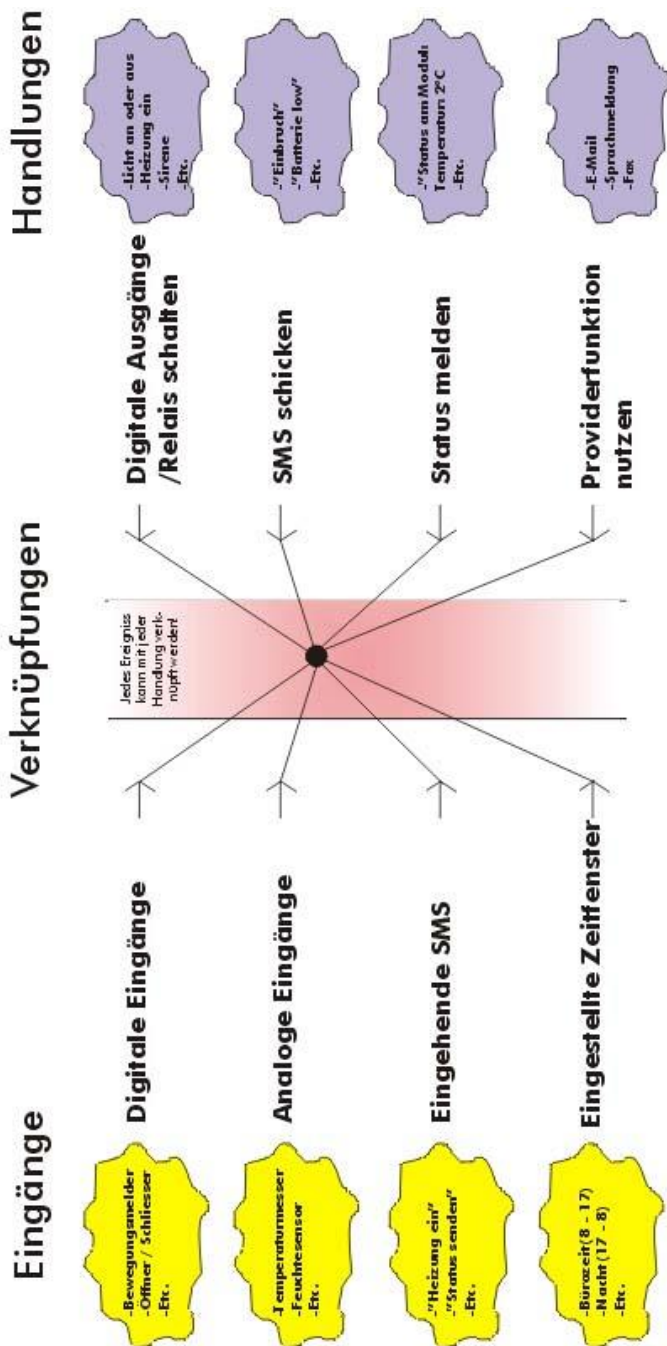 Eingänge
Verknüpfungen
Handlungen
-Bewegungsmelder
-Öffner / Schliesser
-Etc.
Digitale Eingänge
Jedes Ereigniss
kann mit jeder
Handlung verk-
nüpft werden!
Digitale Ausgänge
/Relais schalten
-Licht an oder aus
-Heizung ein
-Sirene
-Etc.
-Temperaturmesser
-Feuchtesensor
-Etc.
Analoge Eingänge
SMS schicken
-"Einbruch"
-"Batterie low"
-Etc.
-"Heizung ein"
-"Status senden"
-Etc.
Eingehende SMS
Status melden
-"Status am Modul:
Temperatur: 2°C
-Etc.
-Bürozeit (8 - 17)
-Nacht (17 - 8)
-Etc.
Eingestellte Zeitfenster
Providerfunktion
nutzen
-E-Mail
-Sprachmeldung
-Fax